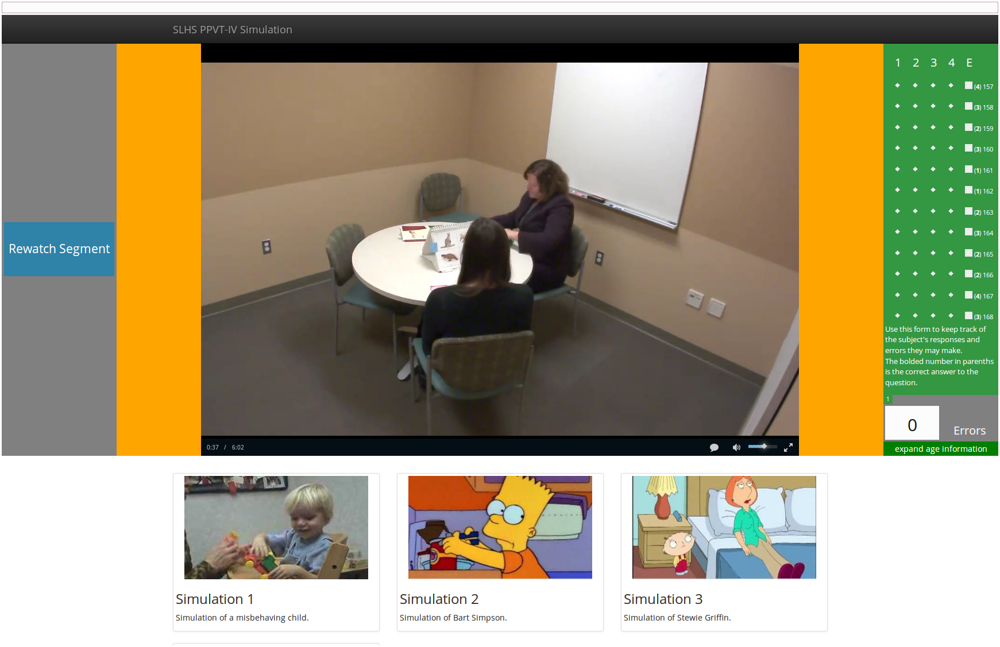 SLHS PPVT-IV Simulation
Rewatch Segment
1 2 3 4 E
(4) 157
(3) 158
(2) 159
(3) 160
(1) 161
(1) 162
(2) 163
(3) 164
(2) 165
(2) 166
(4) 167
(3) 168
Use this form to keep track of
the subject's responses and
errors they may make.
The bolded number in parenths
is the correct answer to the
question.
1
0 Errors
expand age information
0:37 / 6:02
Simulation 1
Simulation of a misbehaving child.
Simulation 2
Simulation of Bart Simpson.
Simulation 3
Simulation of Stewie Griffin.